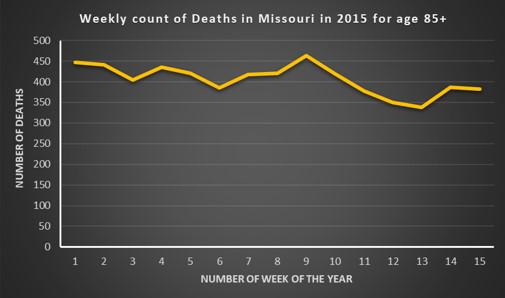 Weekly count of Deaths in Missouri in 2015 for age 85+
500
450
400
350
300
250
200
150
100
50
0
NUMBER OF DEATHS
1 2 3 4 5 6 7 8 9 10 11 12 13 14 15
NUMBER OF WEEK OF THE YEAR